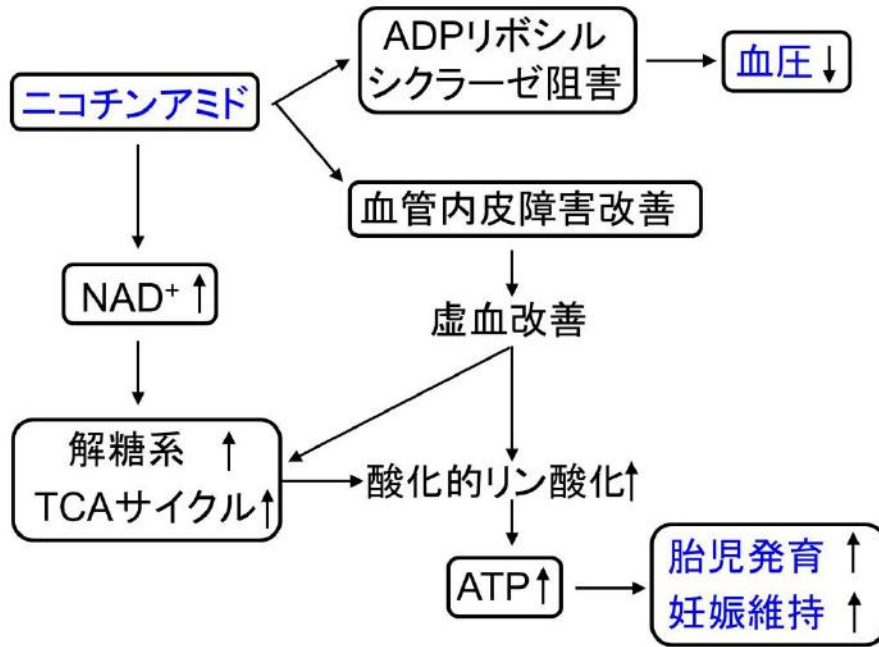 ADPリボシル
シクラーゼ阻害
血圧↓
ニコチンアミド
血管内皮障害改善
NAD⁺↑
虚血改善
解糖系 ↑
TCAサイクル↑
酸化的リン酸化↑
ATP↑
胎児発育 ↑
妊娠維持 ↑